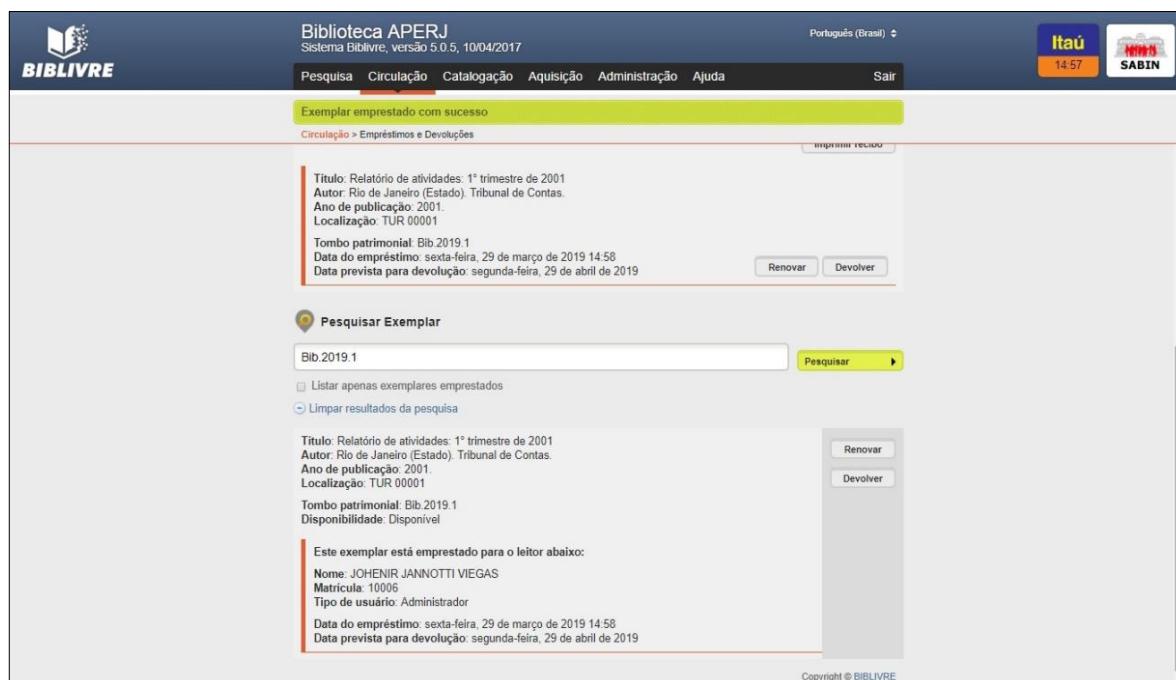 BIBLIVRE
Biblioteca APERJ
Sistema Biblivre, versão 5.0.5, 10/04/2017
Português (Brasil)
Itaú
14:57
SABIN
Pesquisa Circulação Catalogação Aquisição Administração Ajuda Sair
Exemplar emprestado com sucesso
Circulação > Empréstimos e Devoluções
Imprimir recibo
Título: Relatório de atividades: 1° trimestre de 2001
Autor: Rio de Janeiro (Estado). Tribunal de Contas.
Ano de publicação: 2001.
Localização: TUR 00001
Tombo patrimonial: Bib.2019.1
Data do empréstimo: sexta-feira, 29 de março de 2019 14:58
Data prevista para devolução: segunda-feira, 29 de abril de 2019
Renovar Devolver
Pesquisar Exemplar
Bib.2019.1
Pesquisar
Listar apenas exemplares emprestados
Limpar resultados da pesquisa
Título: Relatório de atividades: 1° trimestre de 2001
Autor: Rio de Janeiro (Estado). Tribunal de Contas.
Ano de publicação: 2001.
Localização: TUR 00001
Renovar
Devolver
Tombo patrimonial: Bib.2019.1
Disponibilidade: Disponível
Este exemplar está emprestado para o leitor abaixo:
Nome: JOHENIR JANNOTTI VIEGAS
Matrícula: 10006
Tipo de usuário: Administrador
Data do empréstimo: sexta-feira, 29 de março de 2019 14:58
Data prevista para devolução: segunda-feira, 29 de abril de 2019
Copyright © BIBLIVRE